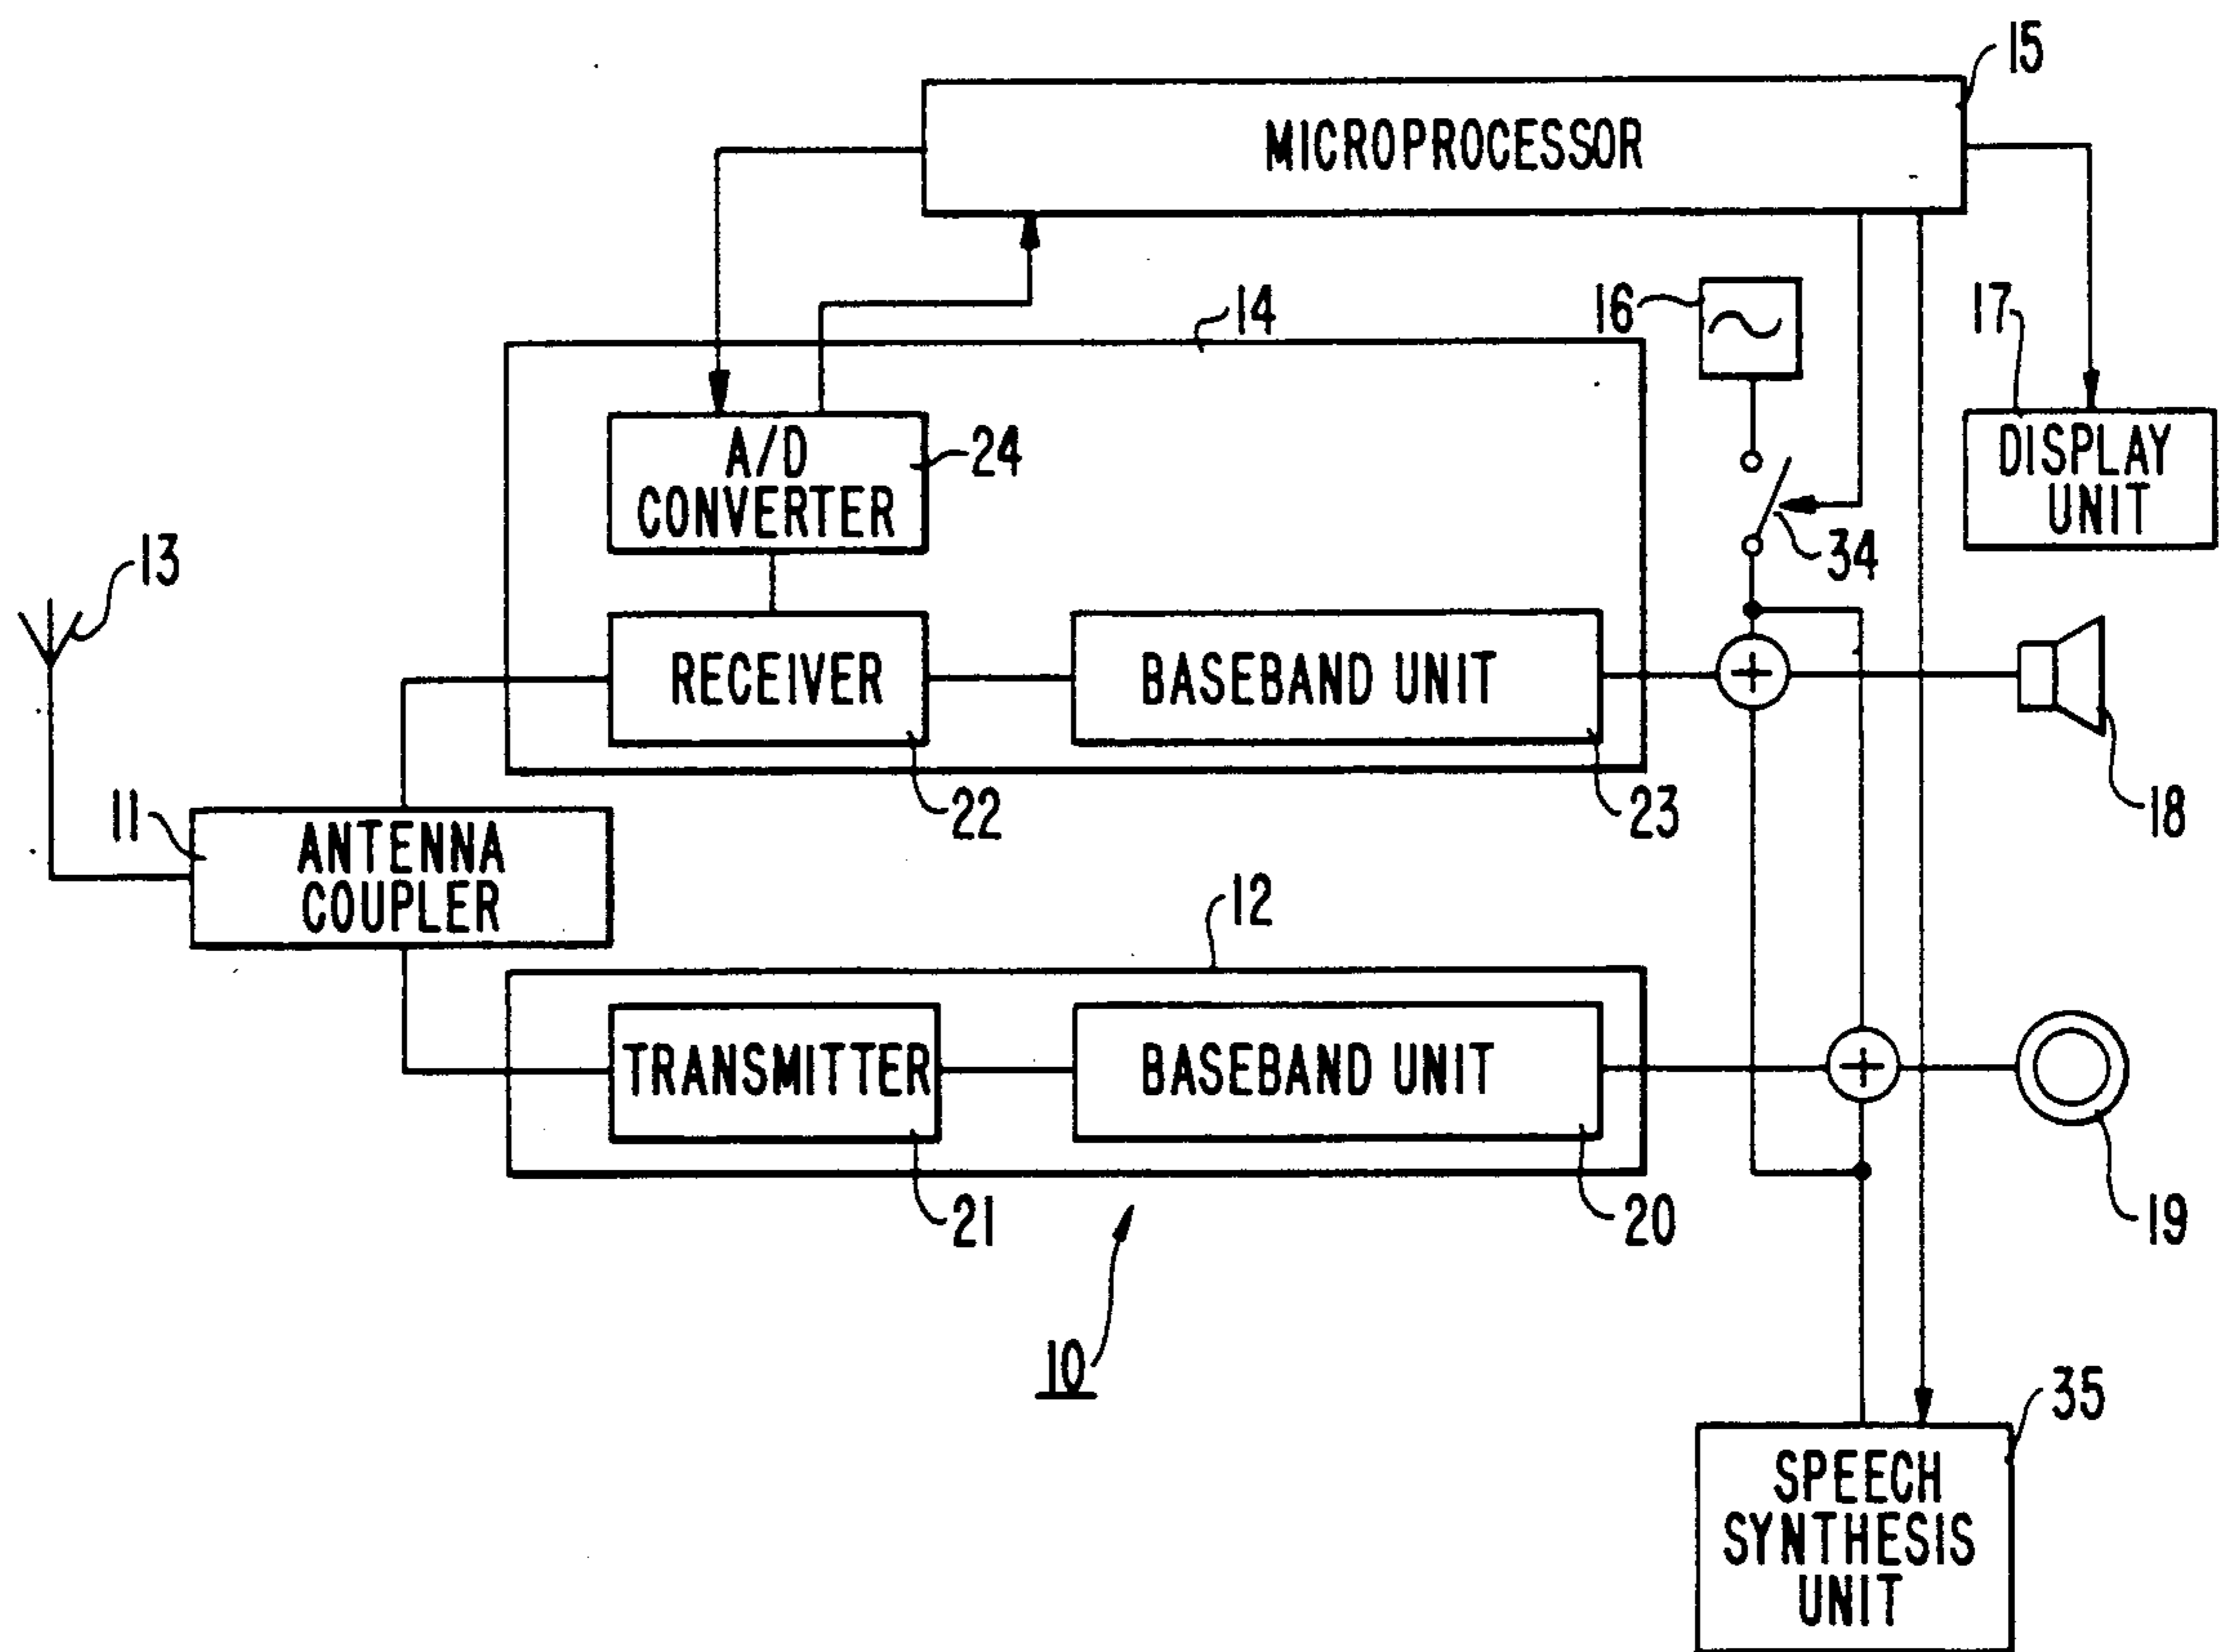 15
MICROPROCESSOR
14
16
17
A/D
CONVERTER
24
DISPLAY
UNIT
34
13
RECEIVER
BASEBAND UNIT
22
23
18
11
ANTENNA
COUPLER
12
TRANSMITTER
BASEBAND UNIT
21
20
19
10
35
SPEECH
SYNTHESIS
UNIT
+
+